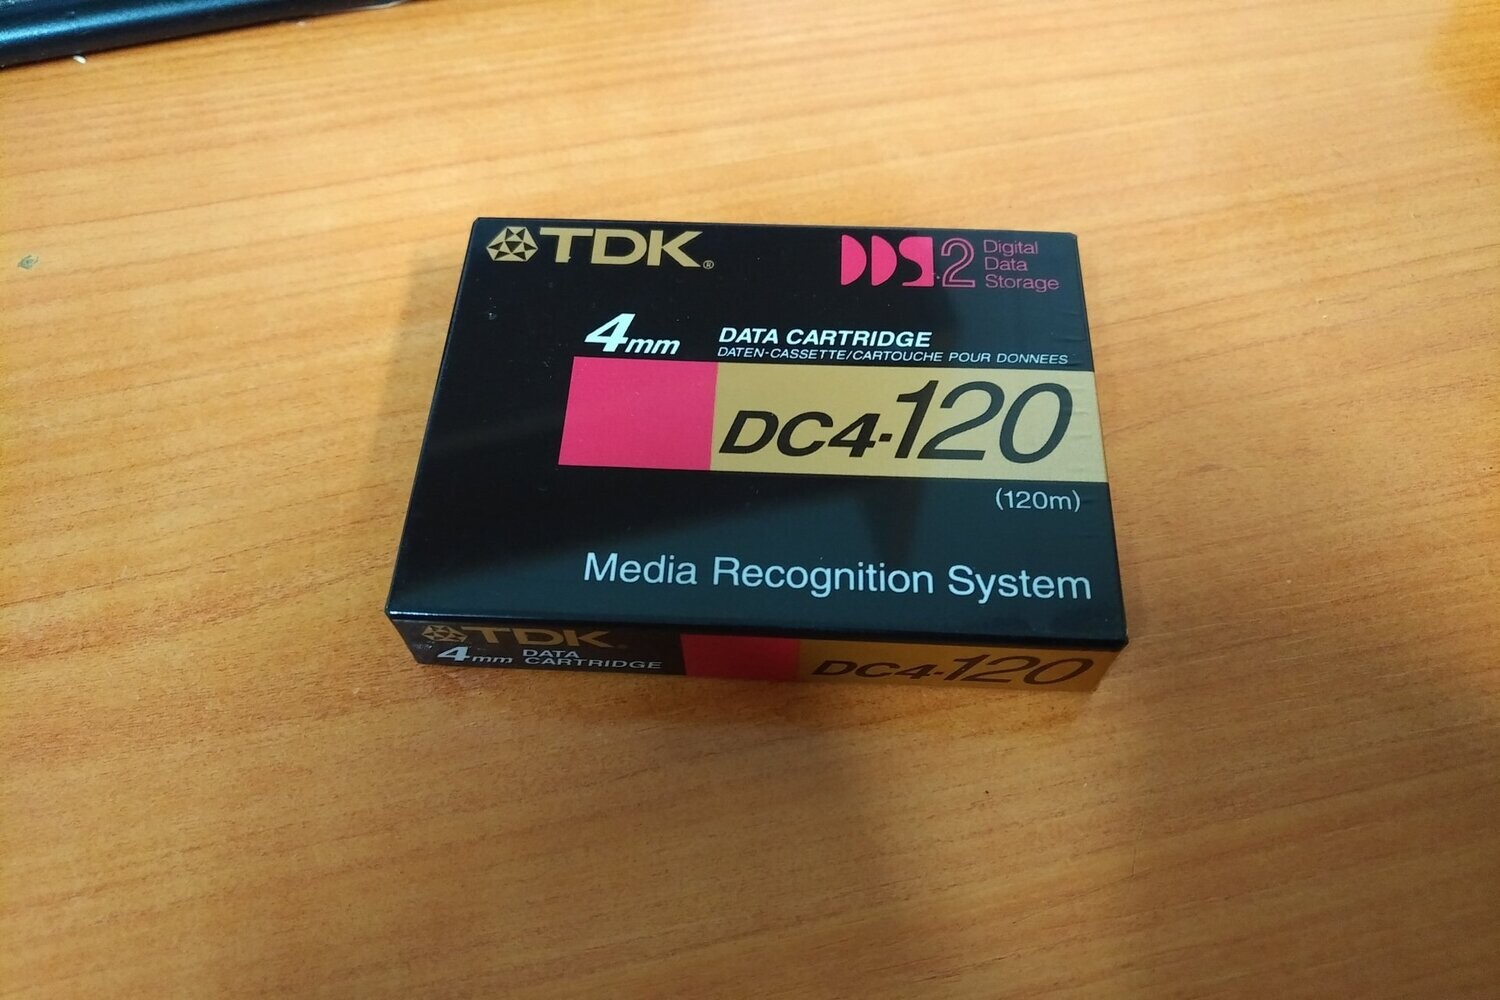 TDK®
DDS2 Digital
Data
Storage
4mm DATA CARTRIDGE
DATEN-CASSETTE/CARTOUCHE POUR DONNEES
DC4-120
(120m)
Media Recognition System
TDK®
4mm DATA CARTRIDGE
DC4-120